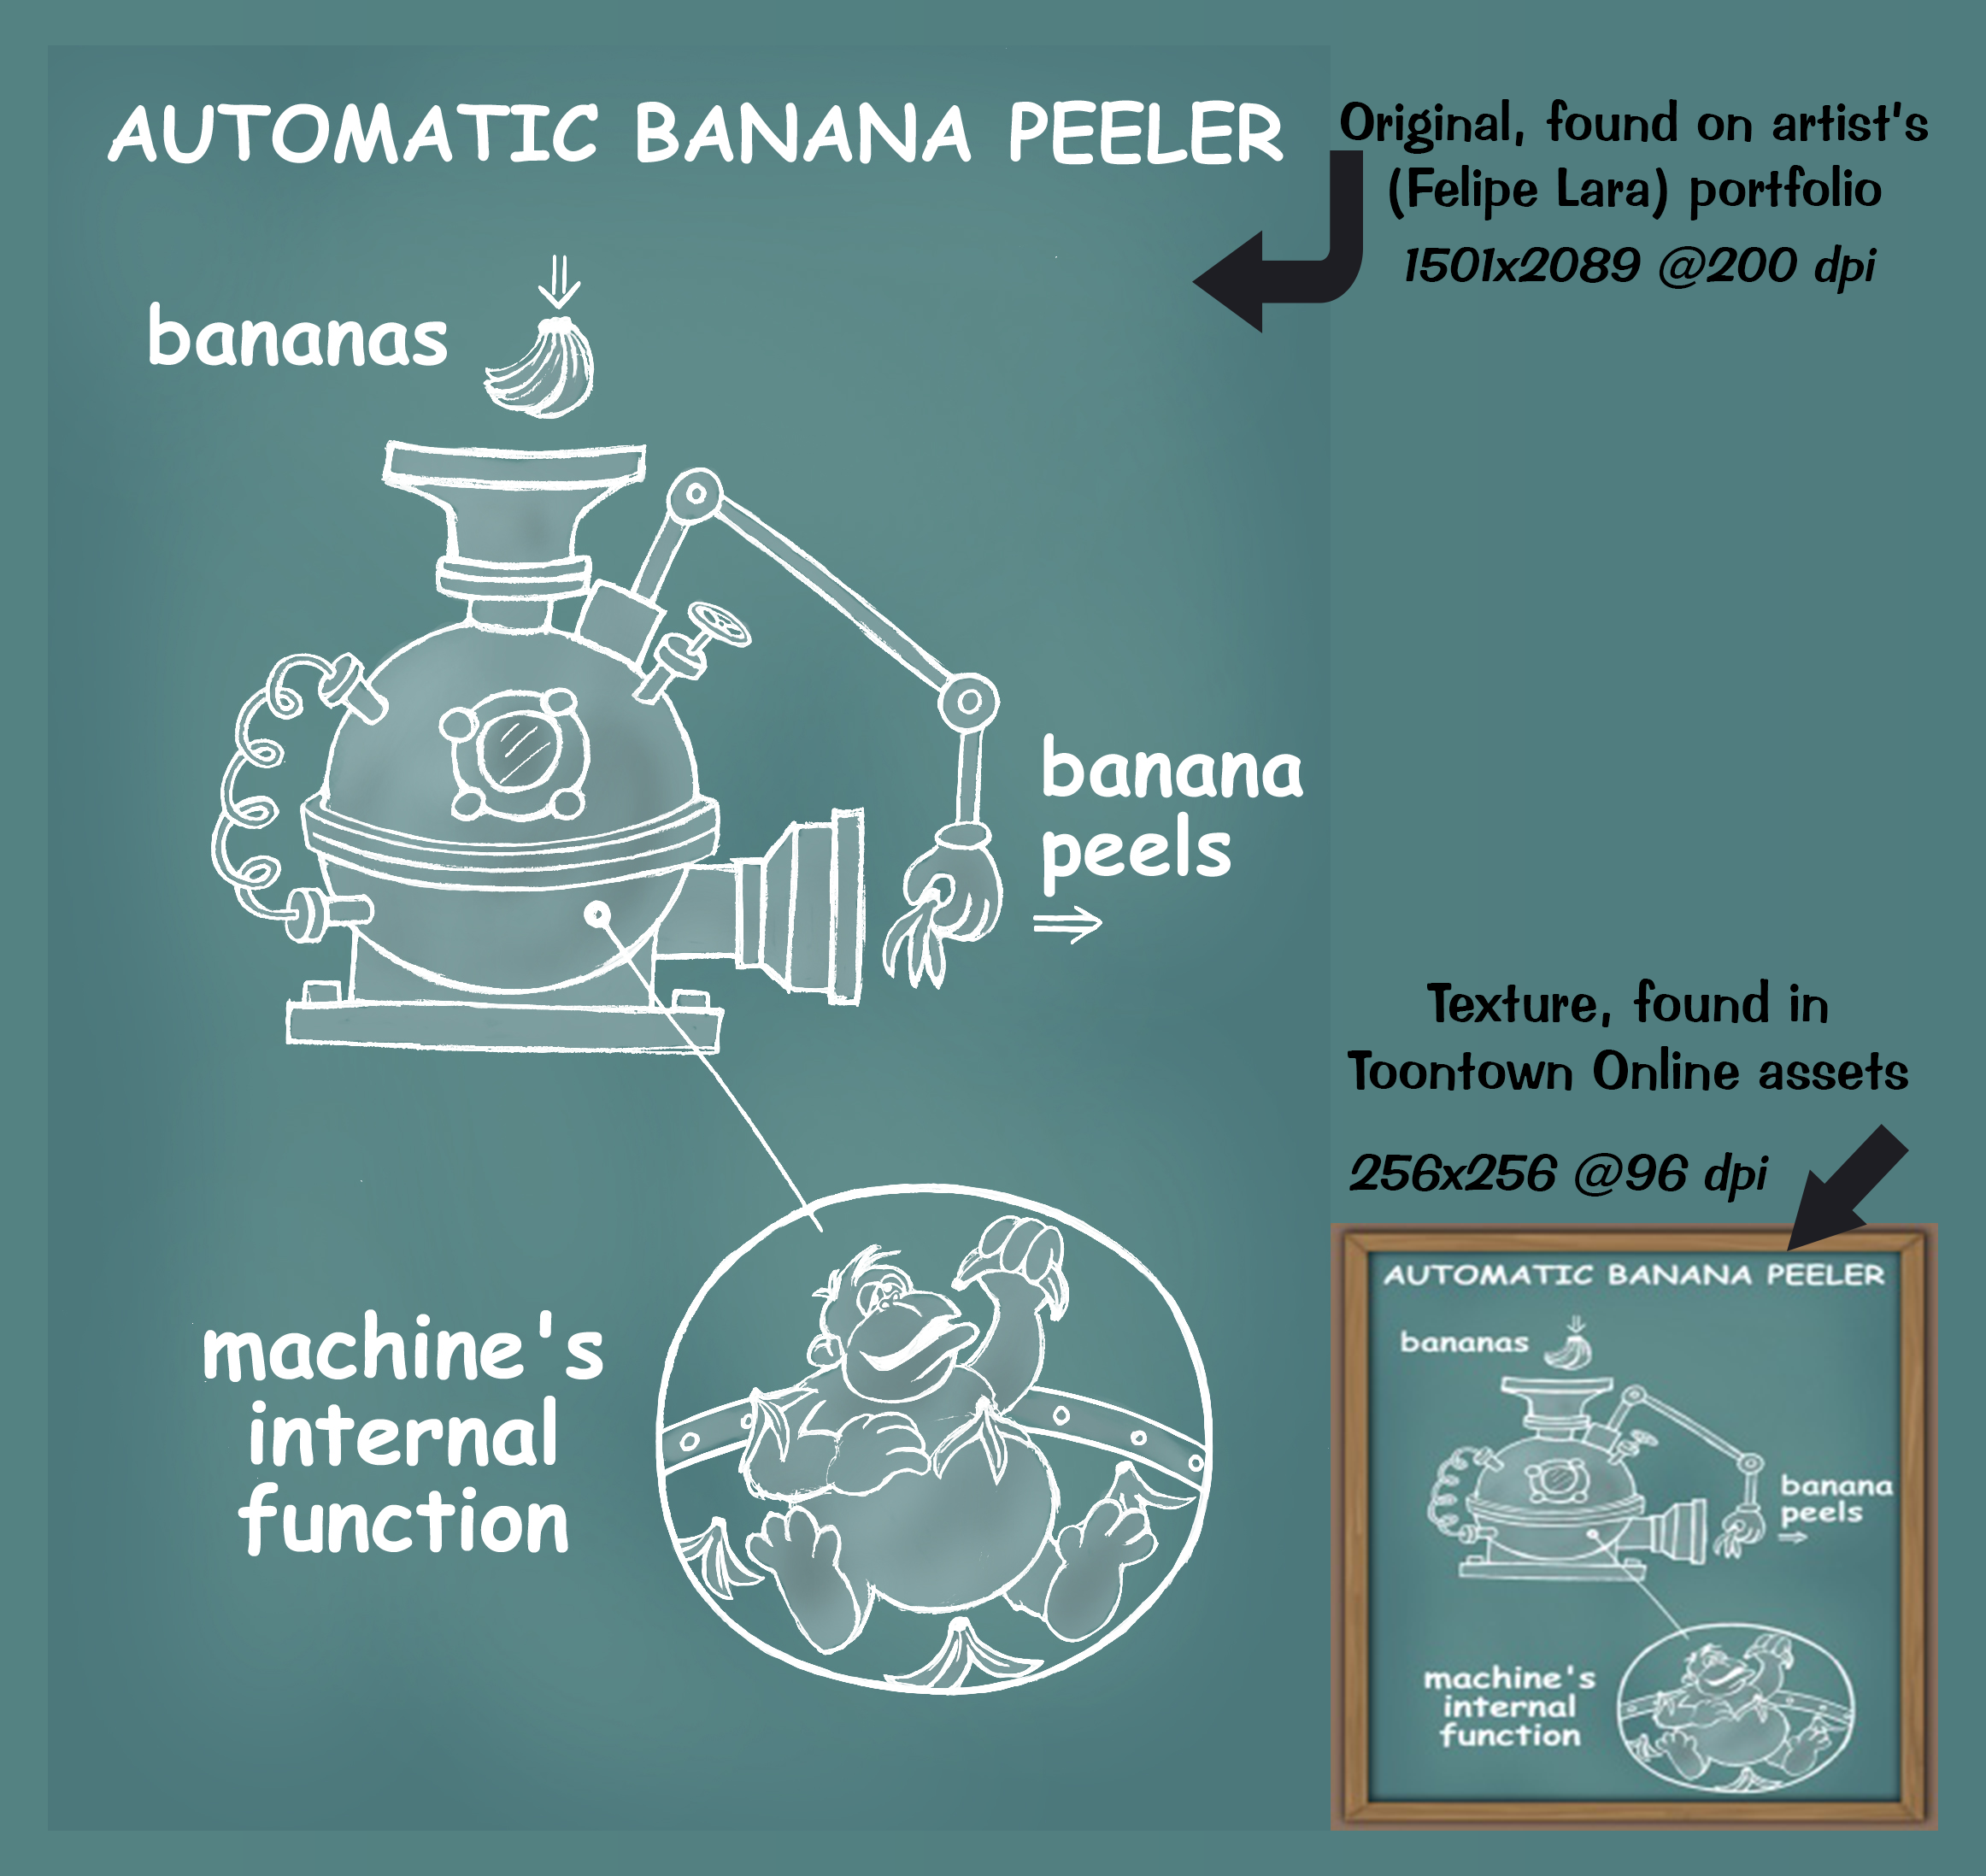 AUTOMATIC BANANA PEELER
bananas
banana
peels
machine's
internal
function
Original, found on artist's
(Felipe Lara) portfolio
1501x2089 @200 dpi
Texture, found in
Toontown Online assets
256x256 @96 dpi
AUTOMATIC BANANA PEELER
bananas
banana
peels
machine's
internal
function